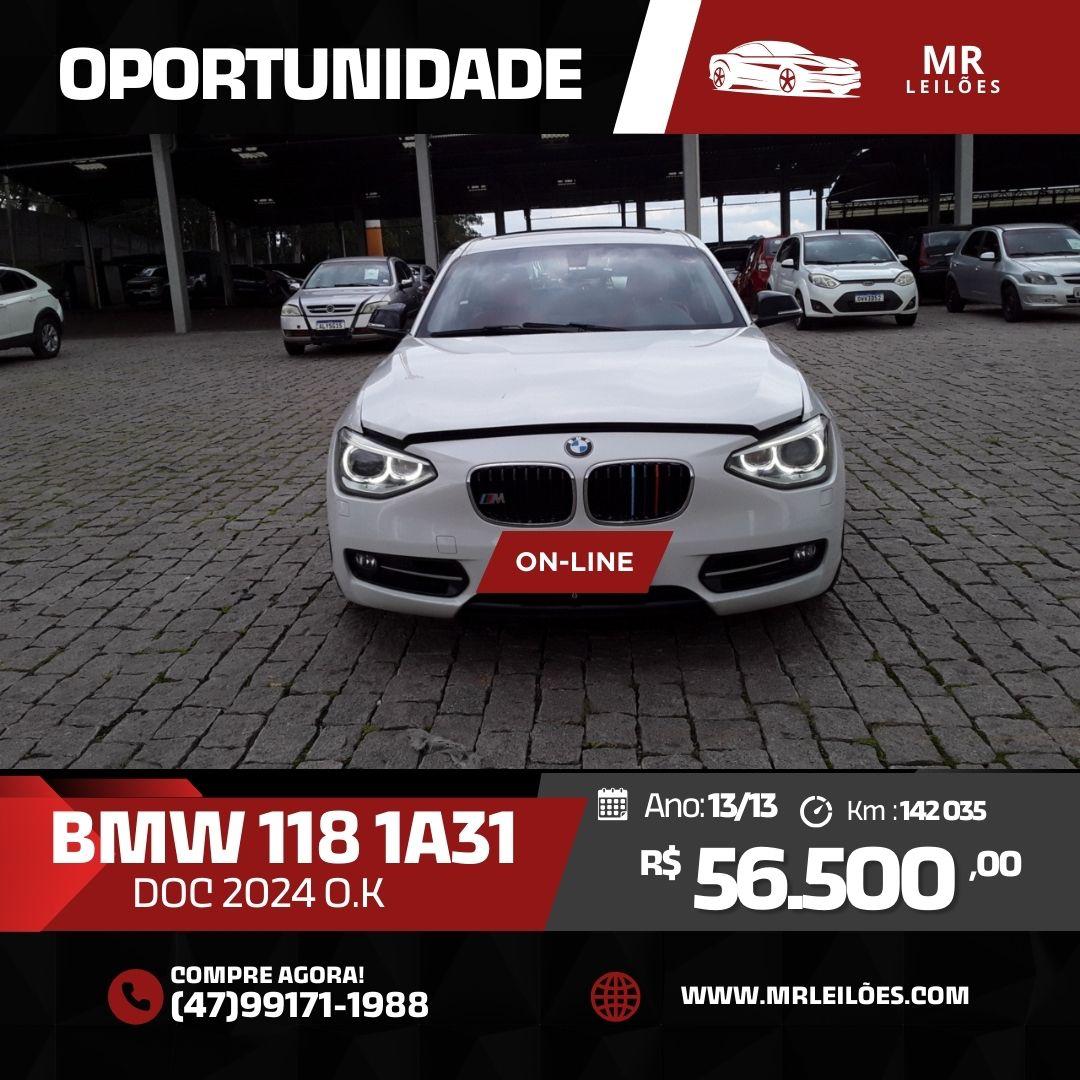 OPORTUNIDADE
MR
LEILÕES
ON-LINE
BMW 118 1A31
DOC 2024 O.K
Ano: 13/13
Km : 142 035
R$ 56.500 ,00
COMPRE AGORA!
(47)99171-1988
WWW.MRLEILÕES.COM